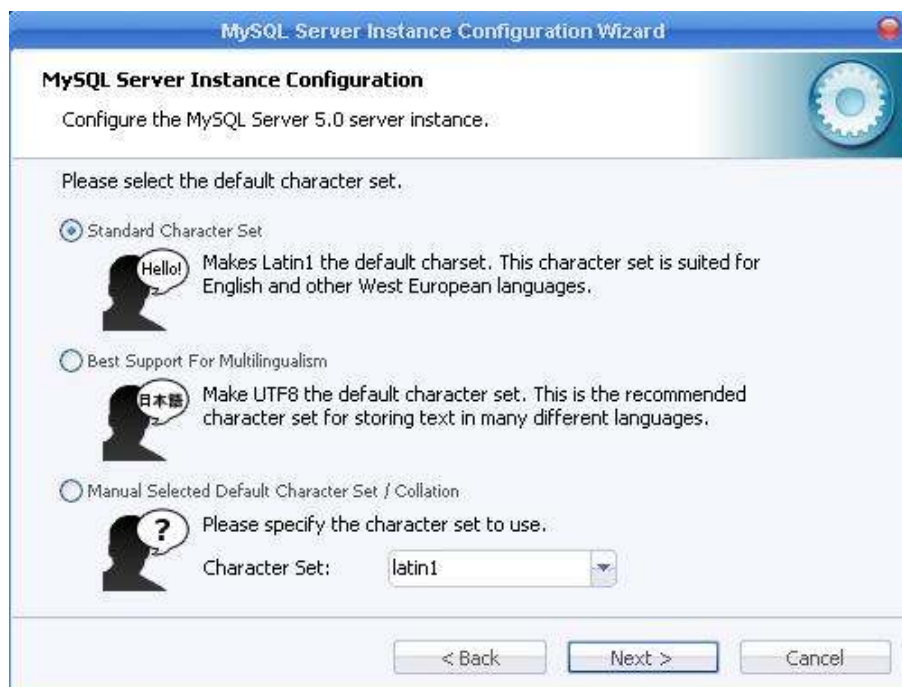 MySQL Server Instance Configuration Wizard
MySQL Server Instance Configuration
Configure the MySQL Server 5.0 server instance.
Please select the default character set.
Standard Character Set
Hello!
Makes Latin1 the default charset. This character set is suited for
English and other West European languages.
Best Support For Multilingualism
日本語
Make UTF8 the default character set. This is the recommended
character set for storing text in many different languages.
Manual Selected Default Character Set / Collation
?
Please specify the character set to use.
Character Set: latin1
< Back Next > Cancel